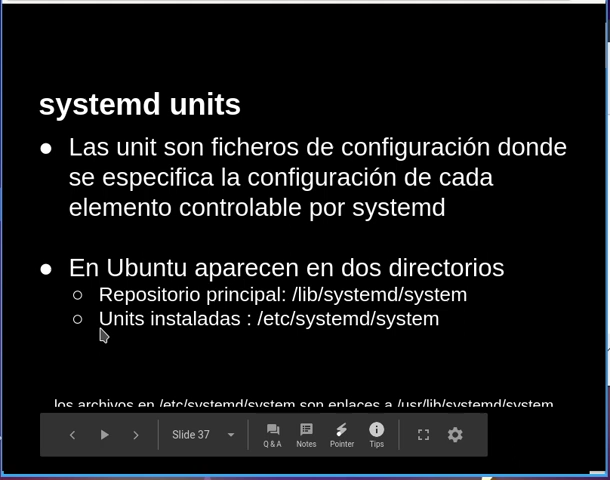 systemd units
● Las unit son ficheros de configuración donde
se especifica la configuración de cada
elemento controlable por systemd
● En Ubuntu aparecen en dos directorios
○ Repositorio principal: /lib/systemd/system
○ Units instaladas : /etc/systemd/system
los archivos en /etc/systemd/system son enlaces a /usr/lib/systemd/system
Slide 37
Q & A Notes Pointer Tips